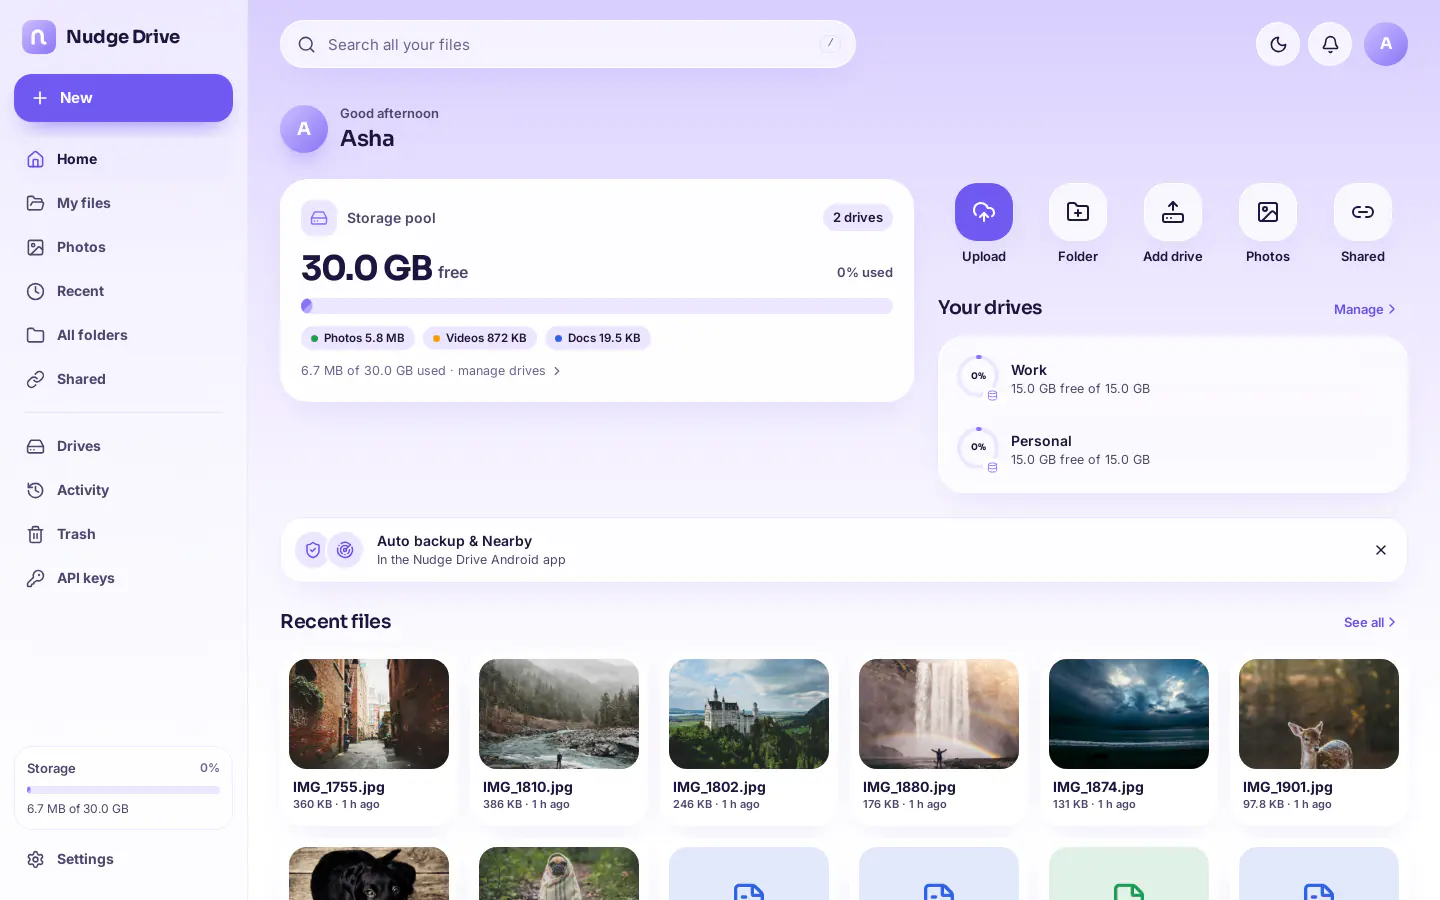 Nudge Drive
New
Home
My files
Photos
Recent
All folders
Shared
Drives
Activity
Trash
API keys
Storage 0%
6.7 MB of 30.0 GB
Settings
Search all your files /
A
A
Good afternoon
Asha
Storage pool 2 drives
30.0 GB free 0% used
Photos 5.8 MB Videos 872 KB Docs 19.5 KB
6.7 MB of 30.0 GB used · manage drives
Upload Folder Add drive Photos Shared
Your drives Manage
0% Work
15.0 GB free of 15.0 GB
0% Personal
15.0 GB free of 15.0 GB
Auto backup & Nearby
In the Nudge Drive Android app
Recent files See all
IMG_1755.jpg
360 KB · 1 h ago
IMG_1810.jpg
386 KB · 1 h ago
IMG_1802.jpg
246 KB · 1 h ago
IMG_1880.jpg
176 KB · 1 h ago
IMG_1874.jpg
131 KB · 1 h ago
IMG_1901.jpg
97.8 KB · 1 h ago